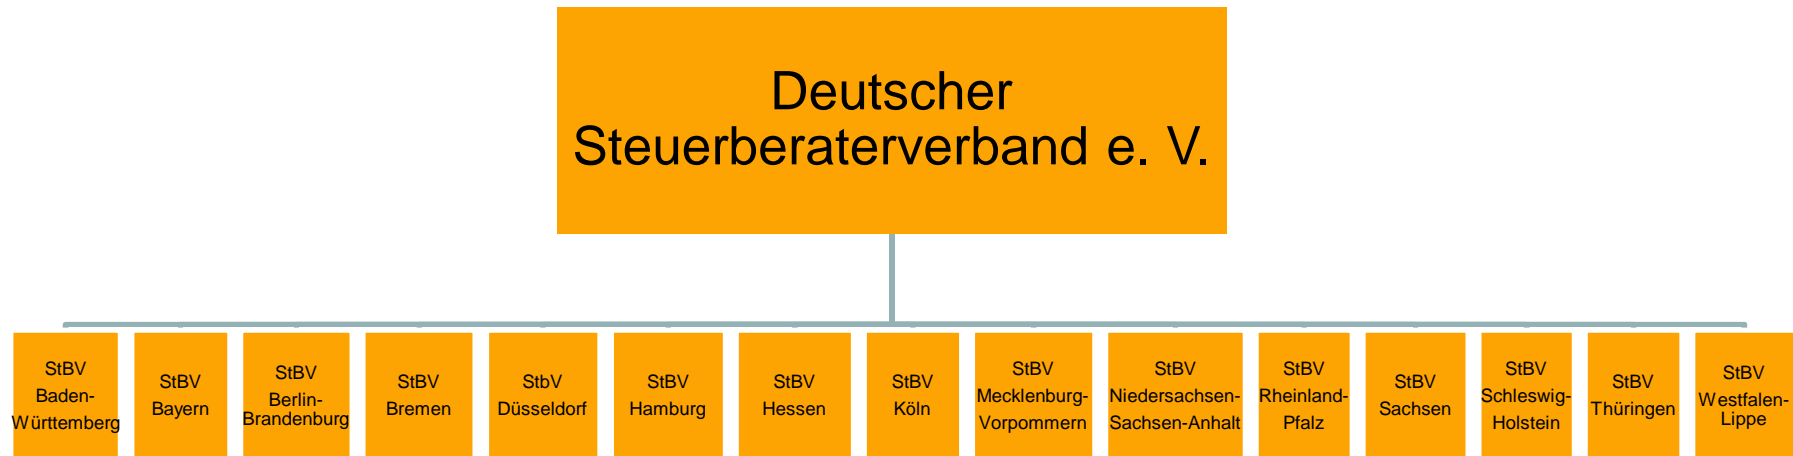 Deutscher
Steuerberaterverband e. V.
StBV
Baden-
Württemberg
StBV
Bayern
StBV
Berlin-
Brandenburg
StBV
Bremen
StbV
Düsseldorf
StBV
Hamburg
StBV
Hessen
StBV
Köln
StBV
Mecklenburg-
Vorpommern
StBV
Niedersachsen-
Sachsen-Anhalt
StBV
Rheinland-
Pfalz
StBV
Sachsen
StBV
Schleswig-
Holstein
StBV
Thüringen
StBV
Westfalen-
Lippe